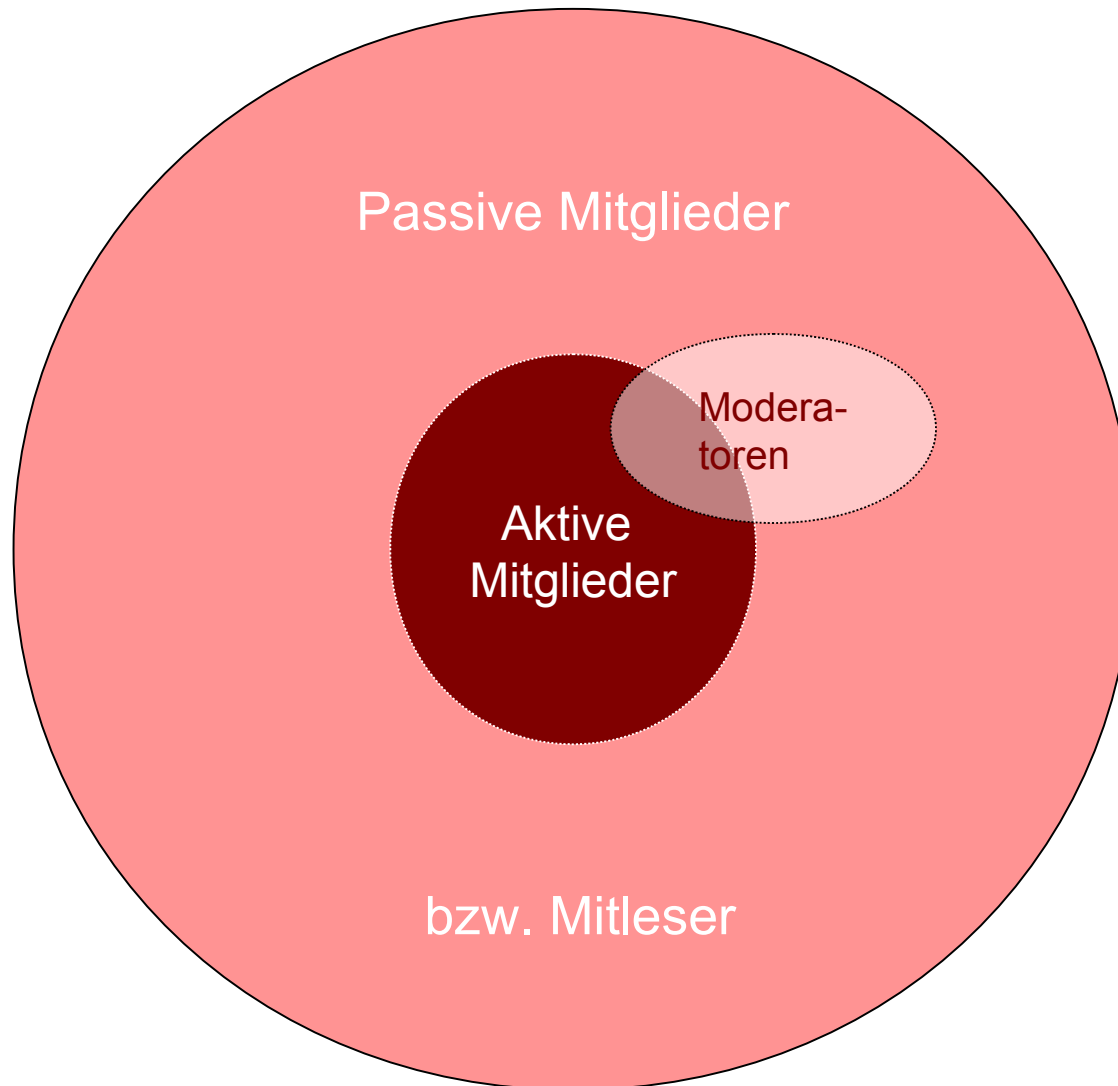 Passive Mitglieder
Modera-
toren
Aktive
Mitglieder
bzw. Mitleser